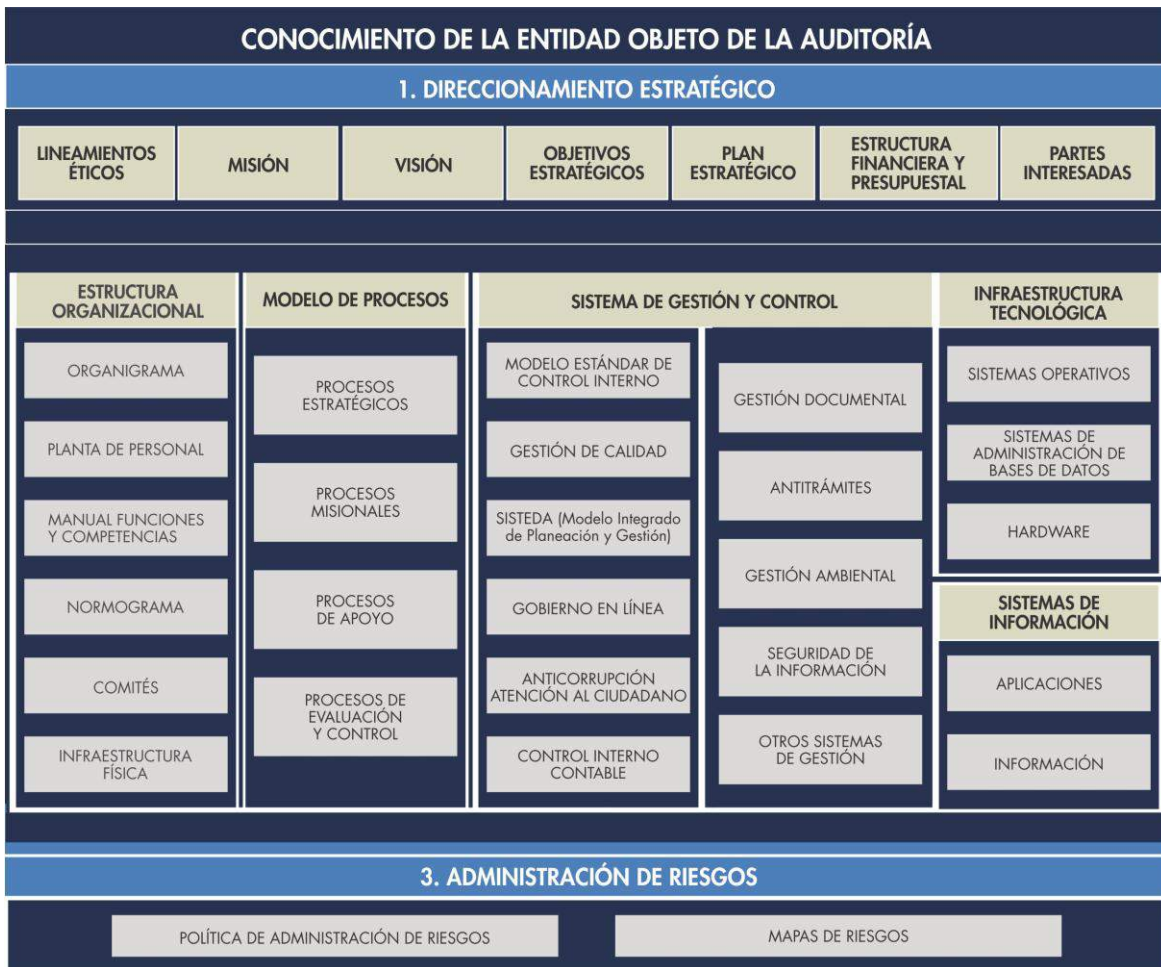 CONOCIMIENTO DE LA ENTIDAD OBJETO DE LA AUDITORÍA
1. DIRECCIONAMIENTO ESTRATÉGICO
LINEAMIENTOS
ÉTICOS
MISIÓN
VISIÓN
OBJETIVOS
ESTRATÉGICOS
PLAN
ESTRATÉGICO
ESTRUCTURA
FINANCIERA Y
PRESUPUESTAL
PARTES
INTERESADAS
ESTRUCTURA
ORGANIZACIONAL
ORGANIGRAMA
PLANTA DE PERSONAL
MANUAL FUNCIONES
Y COMPETENCIAS
NORMOGRAMA
COMITÉS
INFRAESTRUCTURA
FÍSICA
MODELO DE PROCESOS
PROCESOS
ESTRATÉGICOS
PROCESOS
MISIONALES
PROCESOS
DE APOYO
PROCESOS DE
EVALUACIÓN
Y CONTROL
SISTEMA DE GESTIÓN Y CONTROL
MODELO ESTÁNDAR DE
CONTROL INTERNO
GESTIÓN DE CALIDAD
SISTEDA (Modelo Integrado
de Planeación y Gestión)
GOBIERNO EN LÍNEA
ANTICORRUPCIÓN
ATENCIÓN AL CIUDADANO
CONTROL INTERNO
CONTABLE
GESTIÓN DOCUMENTAL
ANTITRÁMITES
GESTIÓN AMBIENTAL
SEGURIDAD DE
LA INFORMACIÓN
OTROS SISTEMAS
DE GESTIÓN
INFRAESTRUCTURA
TECNOLÓGICA
SISTEMAS OPERATIVOS
SISTEMAS DE
ADMINISTRACIÓN DE
BASES DE DATOS
HARDWARE
SISTEMAS DE
INFORMACIÓN
APLICACIONES
INFORMACIÓN
3. ADMINISTRACIÓN DE RIESGOS
POLÍTICA DE ADMINISTRACIÓN DE RIESGOS
MAPAS DE RIESGOS